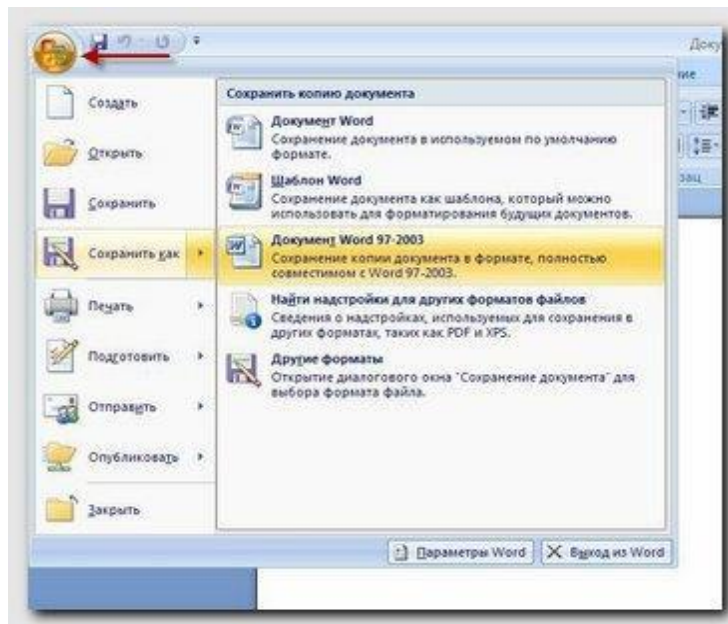 Доку
ние
зац
Создать
Открыть
Сохранить
Сохранить как
Печать
Подготовить
Отправить
Опубликовать
Закрыть
Сохранить копию документа
Документ Word
Сохранение документа в используемом по умолчанию
формате.
Шаблон Word
Сохранение документа как шаблона, который можно
использовать для форматирования будущих документов.
Документ Word 97-2003
Сохранение копии документа в формате, полностью
совместимом с Word 97-2003.
Найти надстройки для других форматов файлов
Сведения о надстройках, используемых для сохранения в
других форматах, таких как PDF и XPS.
Другие форматы
Открытие диалогового окна "Сохранение документа" для
выбора формата файла.
Параметры Word
Выход из Word